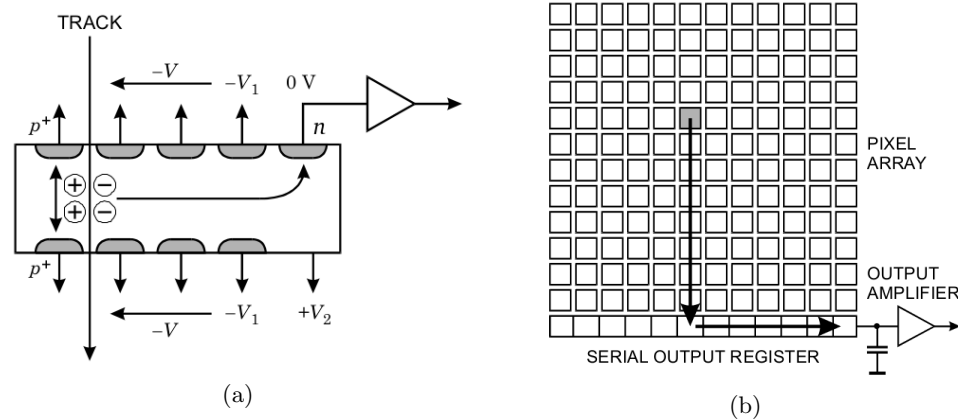 TRACK
–V –V₁ 0 V
p⁺ n
+ –
+ –
p⁺
–V –V₁ +V₂
(a)
PIXEL
ARRAY
OUTPUT
AMPLIFIER
SERIAL OUTPUT REGISTER
(b)